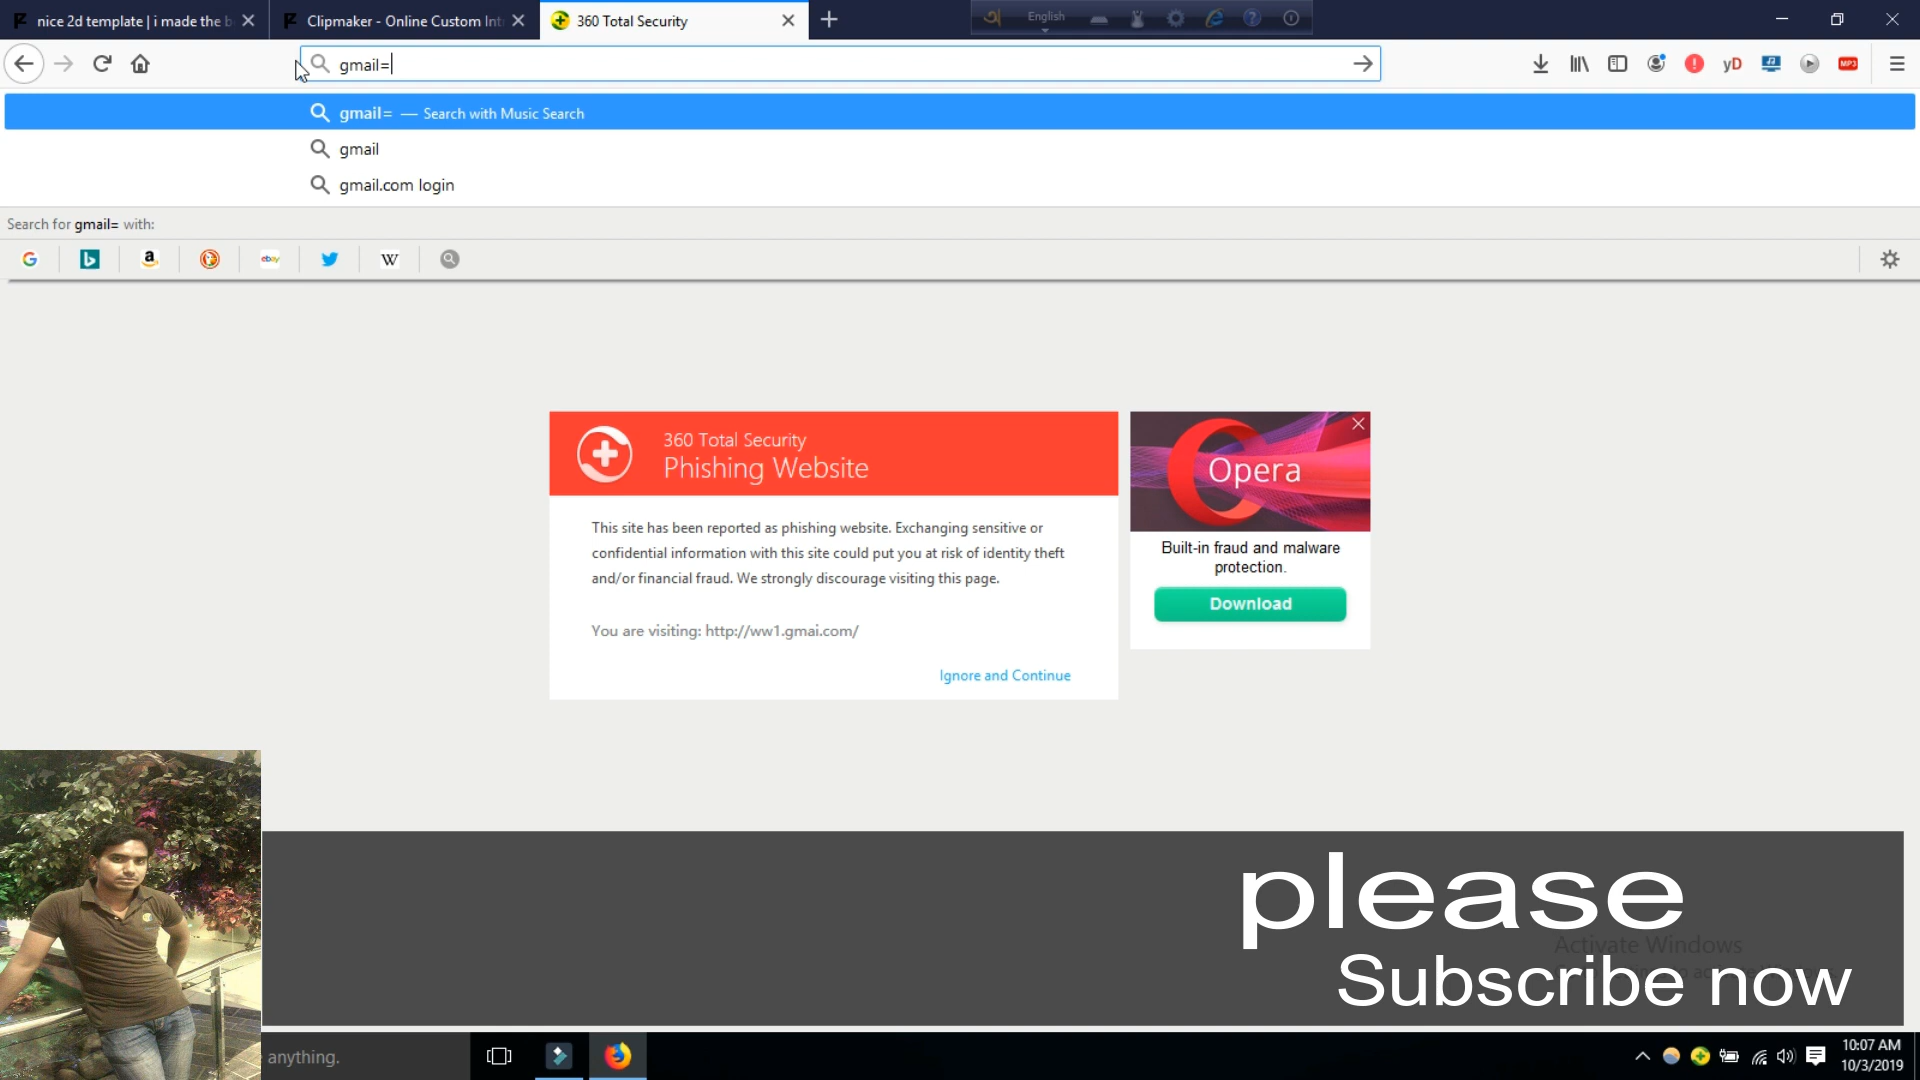 nice 2d template | i made the b
Clipmaker - Online Custom Int
360 Total Security
English
gmail=
yD
MP3
gmail= — Search with Music Search
gmail
gmail.com login
Search for gmail= with:
G
b
a
ebay
W
360 Total Security
Phishing Website
This site has been reported as phishing website. Exchanging sensitive or
confidential information with this site could put you at risk of identity theft
and/or financial fraud. We strongly discourage visiting this page.
You are visiting: http://ww1.gmai.com/
Ignore and Continue
Opera
Built-in fraud and malware
protection.
Download
please
Activate Windows
Subscribe now
anything.
10:07 AM
10/3/2019